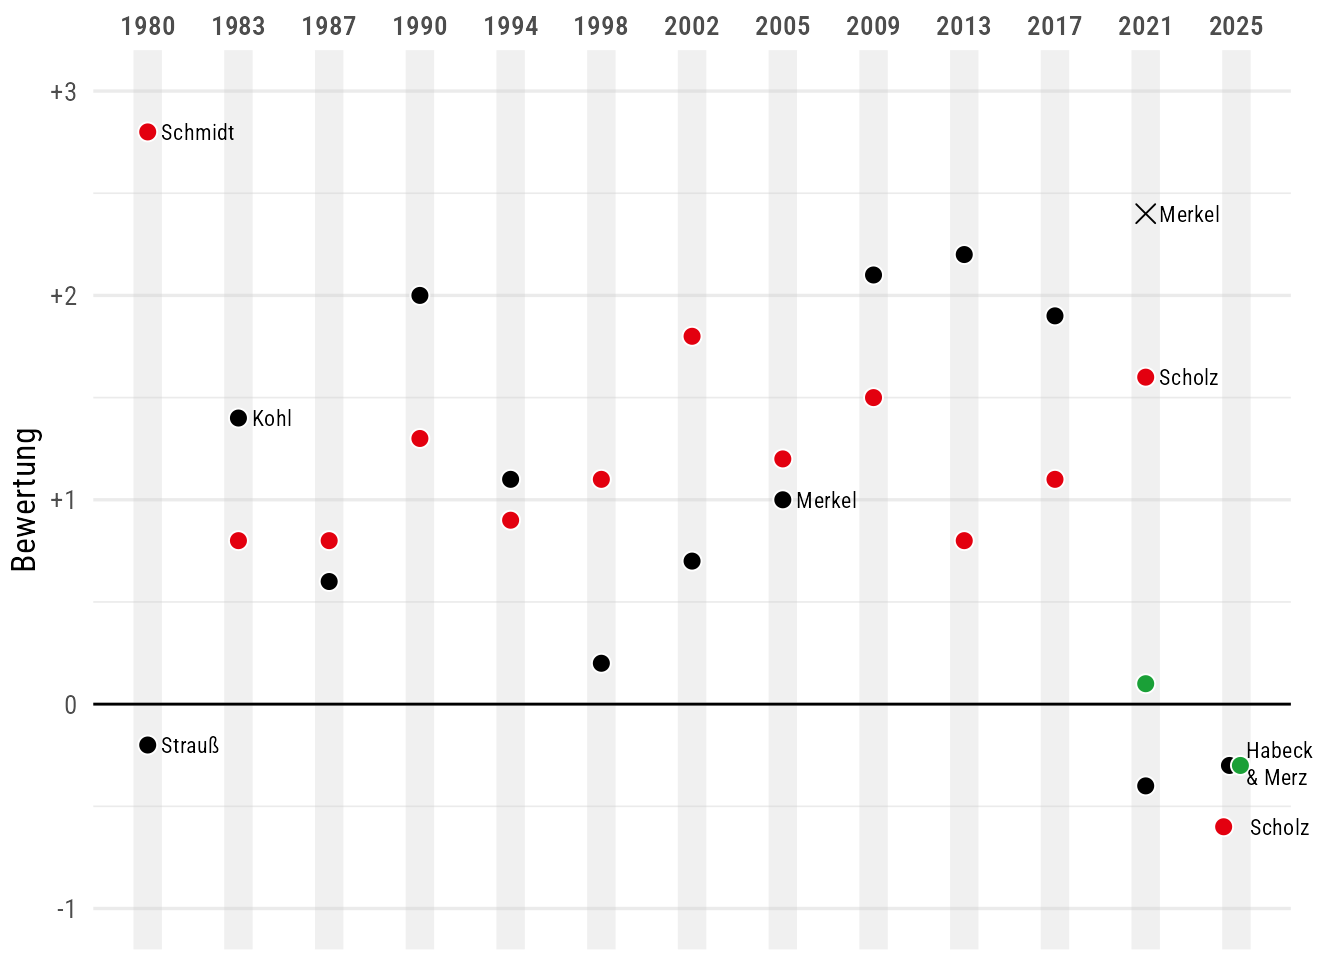 1980 1983 1987 1990 1994 1998 2002 2005 2009 2013 2017 2021 2025
+3
Schmidt
Merkel
+2
Scholz
Kohl
Bewertung
+1
Merkel
0
Strauß
Habeck
& Merz
Scholz
-1